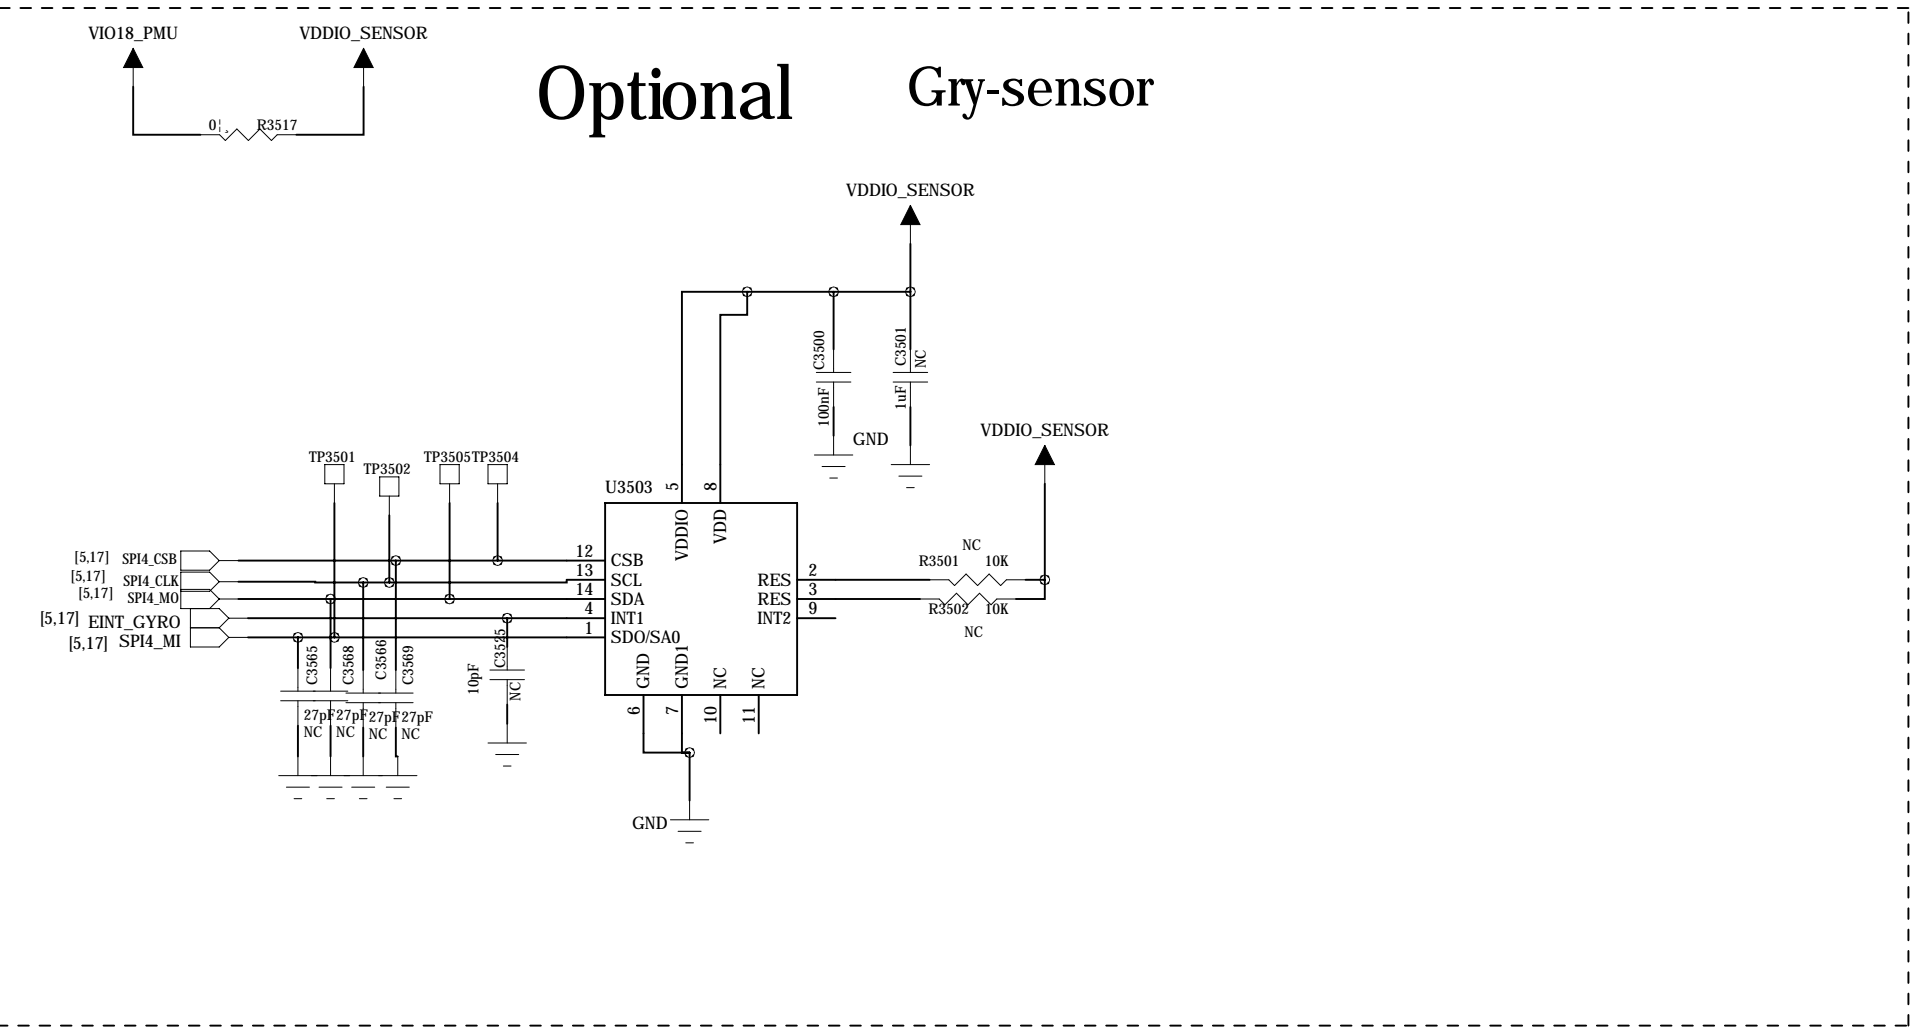 VIO18_PMU
VDDIO_SENSOR
Optional
Gry-sensor
R3517
VDDIO_SENSOR
C3500
100nF
C3501
NC
1uF
GND
VDDIO_SENSOR
TP3501
TP3502
TP3505
TP3504
U3503
5
8
VDDIO
VDD
[5,17] SPI4_CSB
12
CSB
[5,17] SPI4_CLK
13
SCL
[5,17] SPI4_MO
14
SDA
[5,17] EINT_GYRO
4
INT1
[5,17] SPI4_MI
1
SDO/SA0
NC
R3501 10K
RES
2
RES
3
R3502 10K
NC
INT2
9
C3565
C3568
C3566
C3569
27pF
27pF
27pF
27pF
NC
NC
NC
NC
C3525
10pF
NC
GND
GND1
NC
NC
6
7
10
11
GND